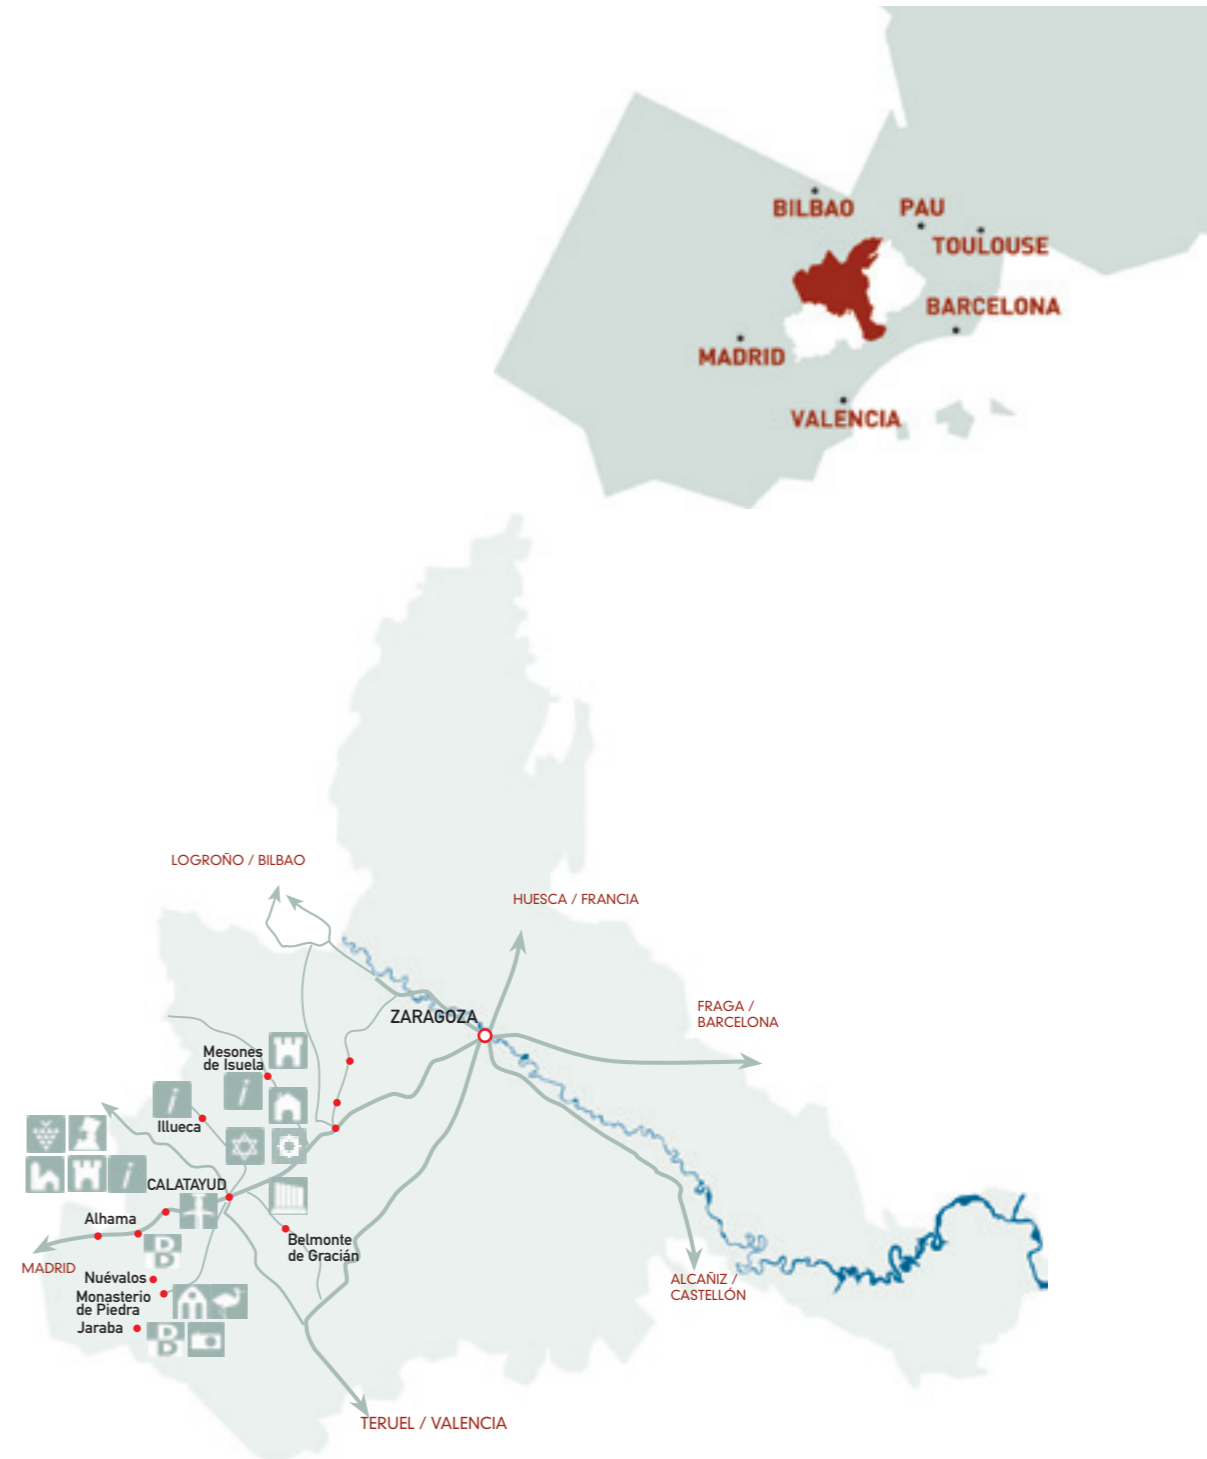 BILBAO
PAU
TOULOUSE
BARCELONA
MADRID
VALENCIA
LOGROÑO / BILBAO
HUESCA / FRANCIA
FRAGA /
BARCELONA
ZARAGOZA
Mesones
de Isuela
i
i
Illueca
i
CALATAYUD
Alhama
Belmonte
de Gracián
B
MADRID
Nuévalos
Monasterio
de Piedra
Jaraba
B
ALCAÑIZ /
CASTELLÓN
TERUEL / VALENCIA